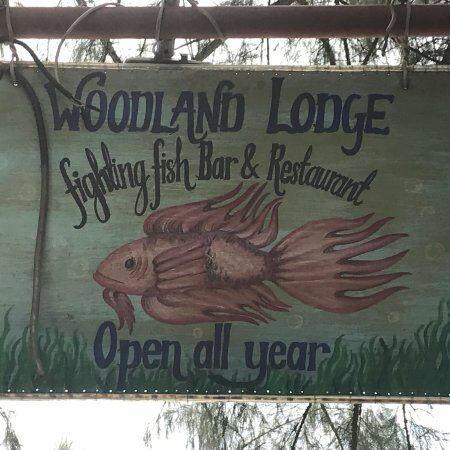 WOODLAND LODGE
fighting fish Bar & Restaurant
Open all year